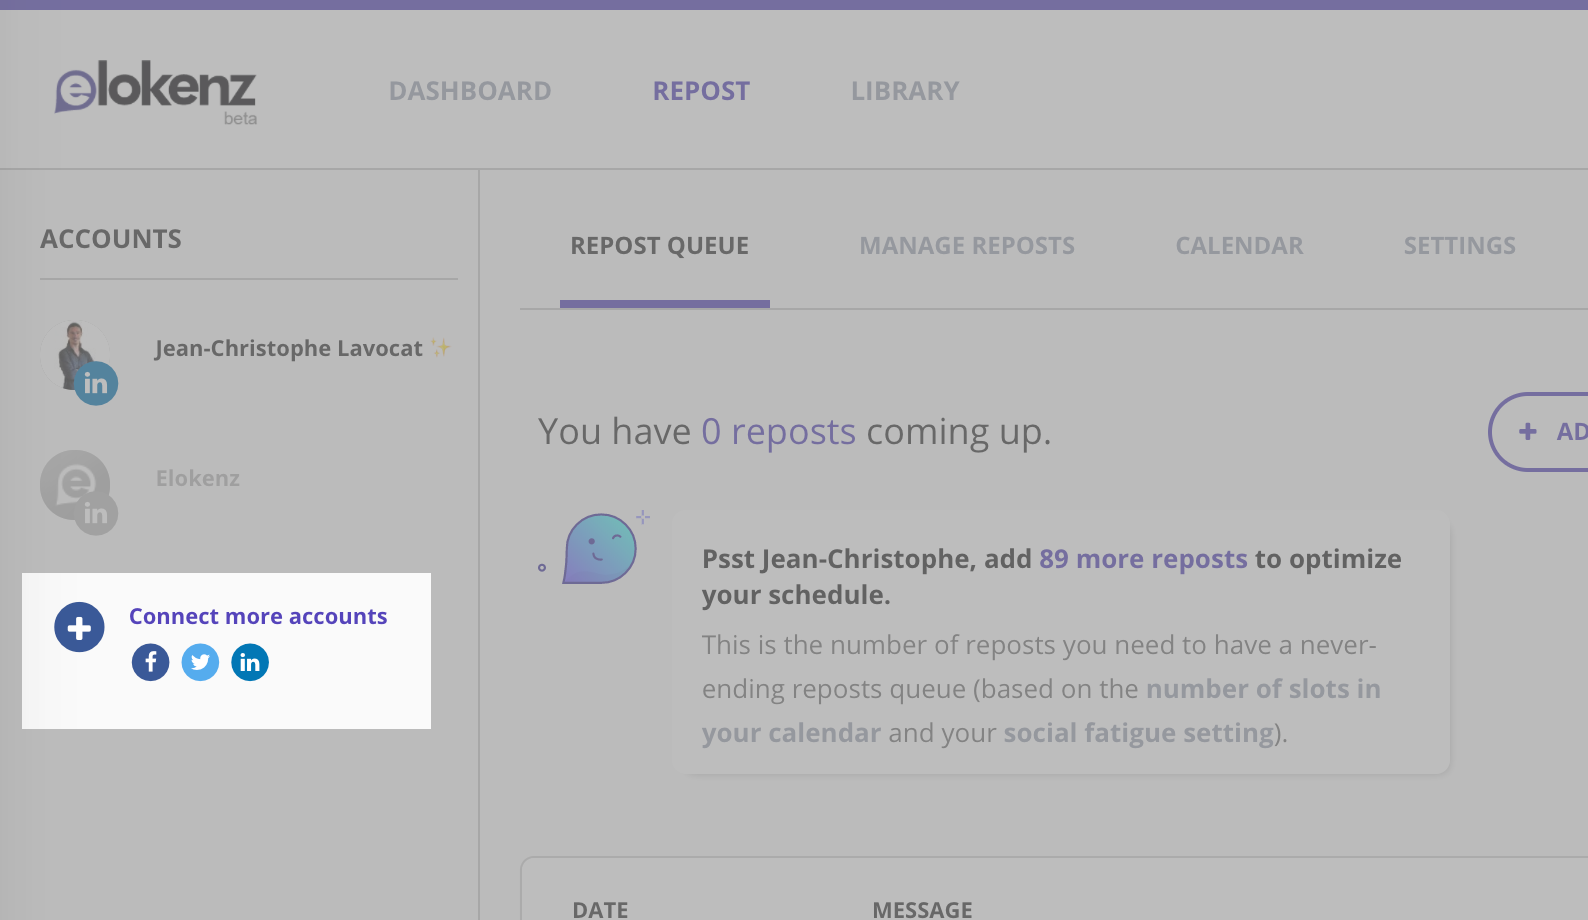 elokenz
beta
DASHBOARD
REPOST
LIBRARY
ACCOUNTS
Jean-Christophe Lavocat ✨
in
Elokenz
in
Connect more accounts
f
in
REPOST QUEUE
MANAGE REPOSTS
CALENDAR
SETTINGS
You have 0 reposts coming up.
+ AD
Psst Jean-Christophe, add 89 more reposts to optimize
your schedule.
This is the number of reposts you need to have a never-
ending reposts queue (based on the number of slots in
your calendar and your social fatigue setting).
DATE
MESSAGE